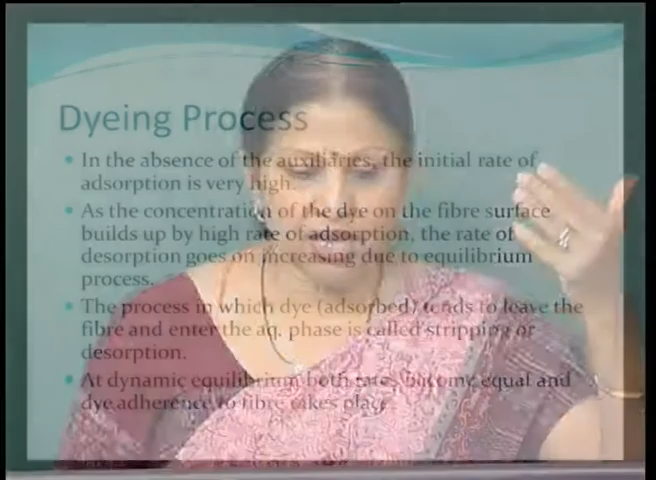 Dyeing Process
• In the absence of the auxiliaries, the initial rate of
adsorption is very high.
• As the concentration of the dye on the fibre surface
builds up by high rate of adsorption, the rate of
desorption goes on increasing due to equilibrium
process.
• The process in which dye (adsorbed) tends to leave the
fibre and enter the aq. phase is called stripping or
desorption.
• At dynamic equilibrium both rates become equal and
dye adherence to fibre takes place.